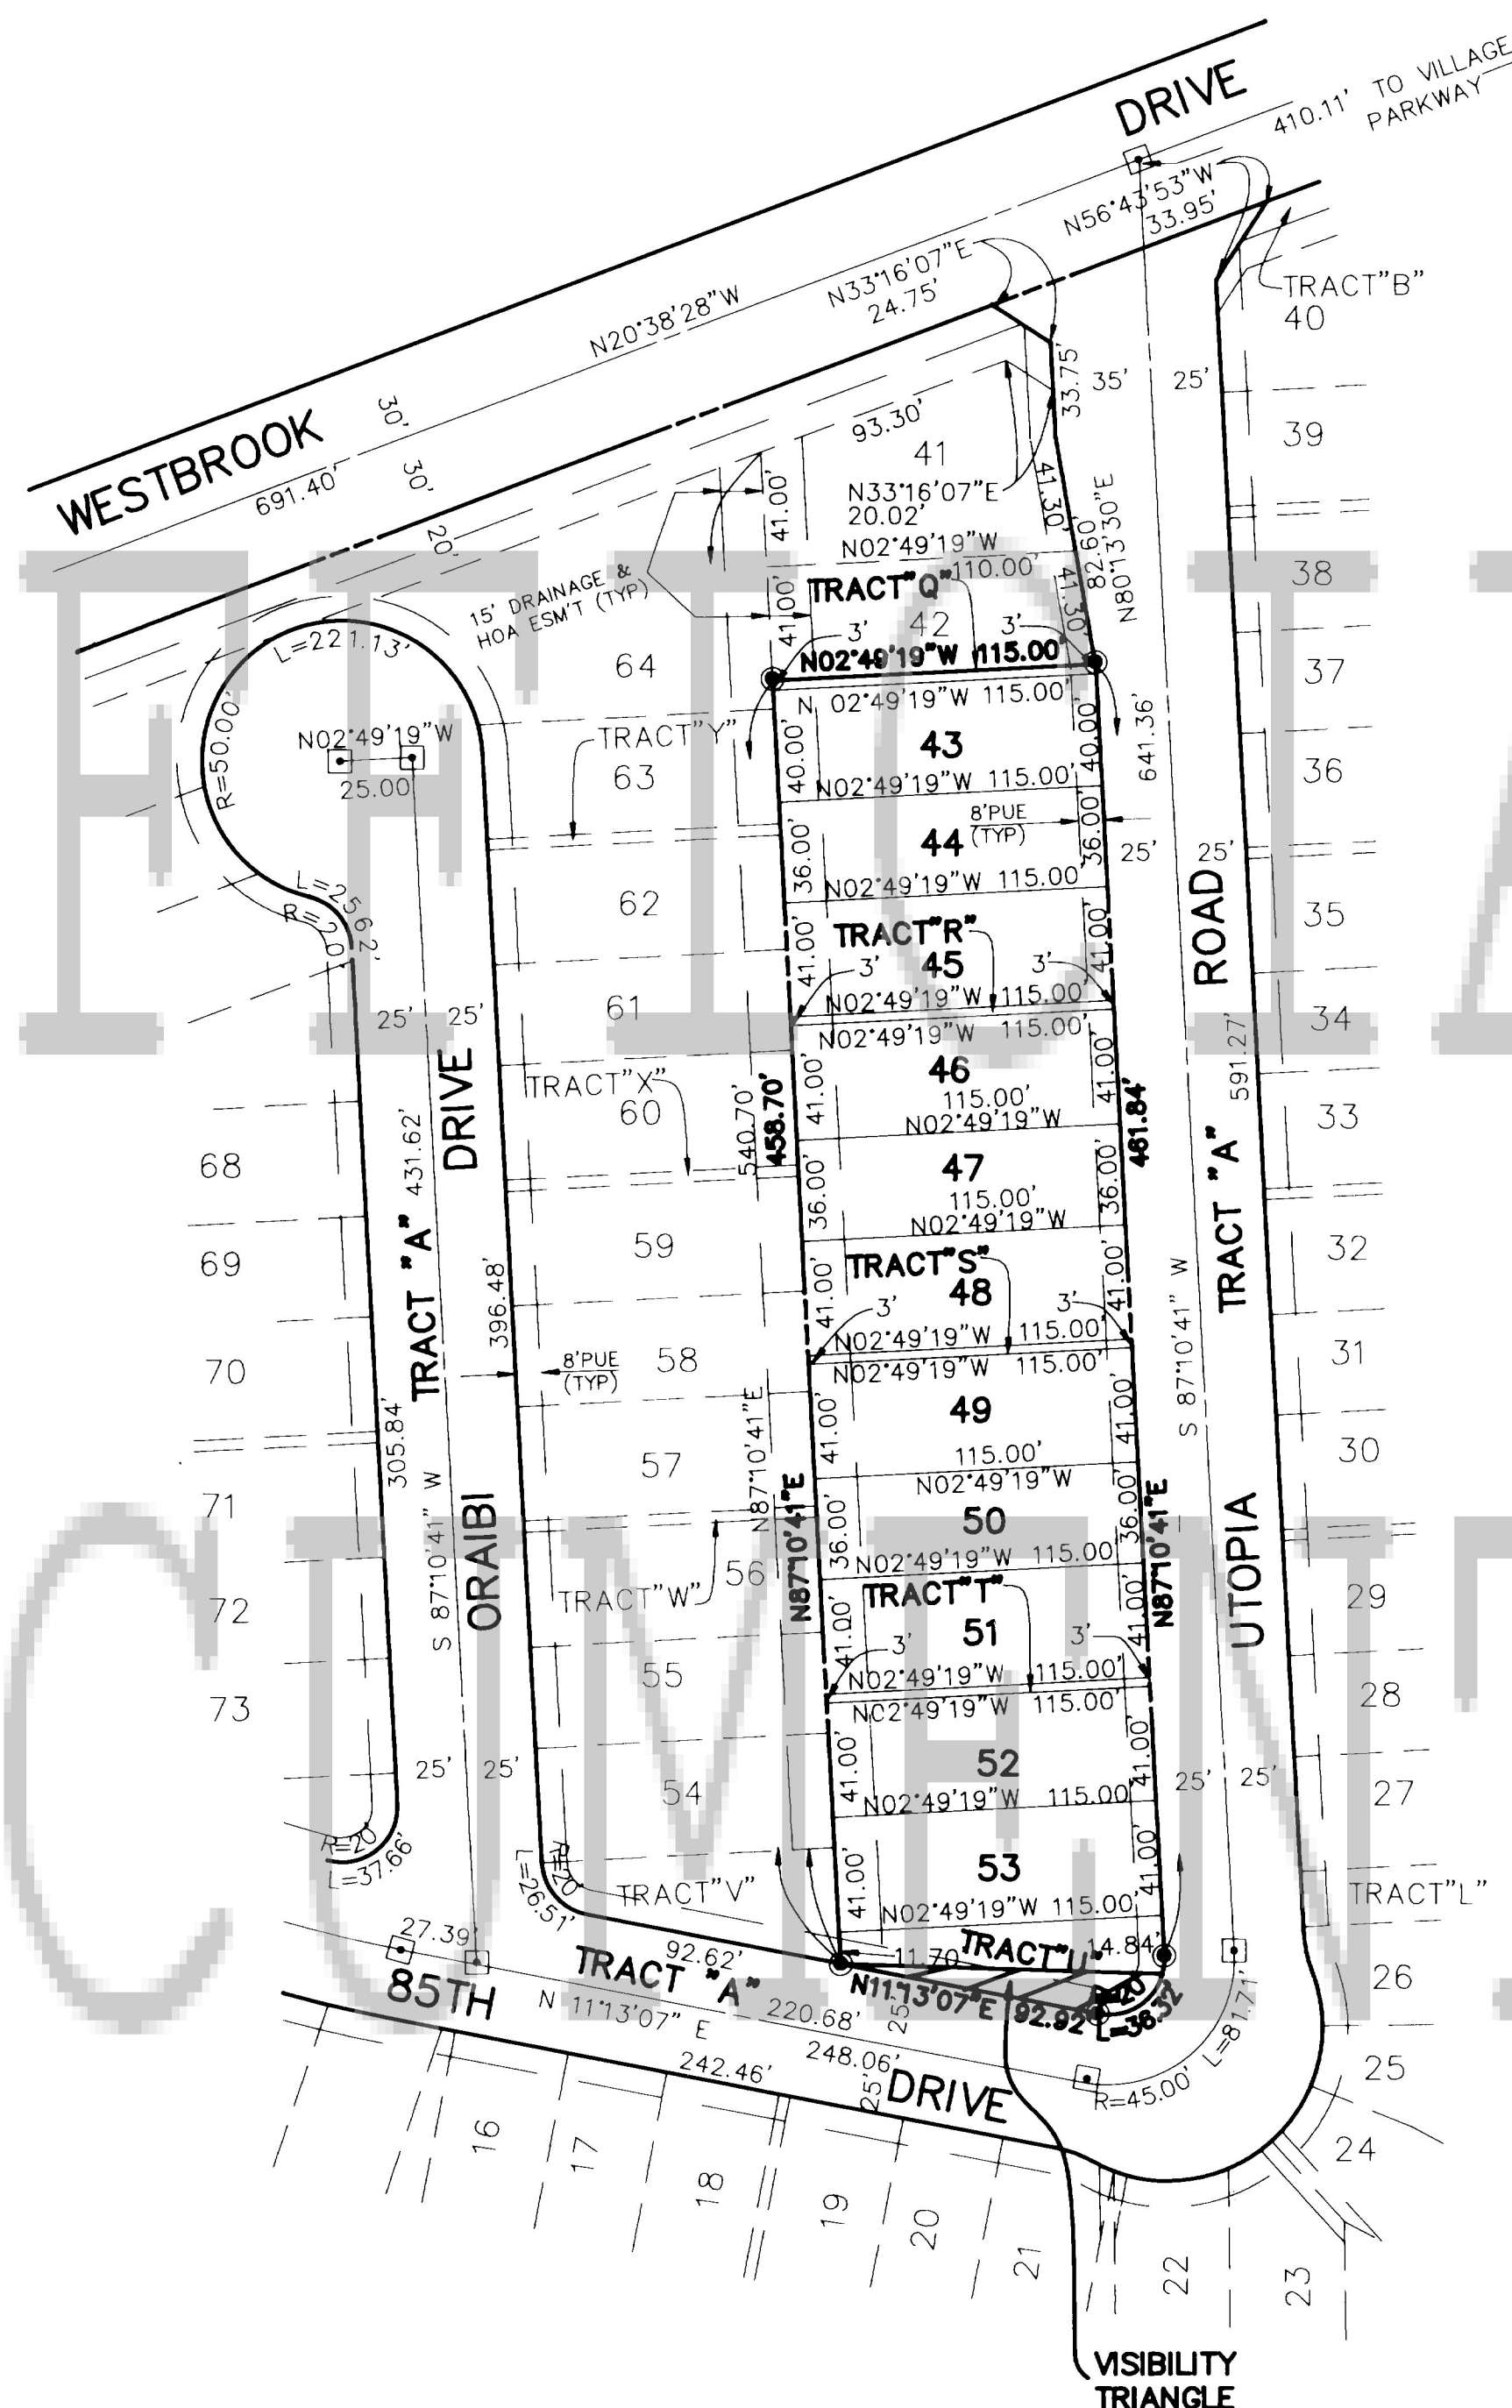 DRIVE
410.11' TO VILLAGE
PARKWAY
N56°43'53"W
33.95'
TRACT"B"
40
N33°16'07"E
24.75'
N20°38'28"W
WESTBROOK
691.40'
30'
30'
20'
33.75'
35'
25'
39
93.30'
41
N33°16'07"E
20.02'
41.00'
41.30'
82.60'
N80°13'30"E
N02°49'19"W
110.00'
38
15' DRAINAGE &
HOA ESM'T (TYP)
TRACT"Q"
41.00'
42
41.30'
3'
3'
N02°49'19"W 115.00'
37
64
L=221.13'
R=50.00'
N02°49'19"W
25.00
N 02°49'19"W 115.00'
TRACT"Y"
63
43
40.00'
40.00'
641.36'
36
N02°49'19"W 115.00'
8'PUE
(TYP)
44
36.00'
36.00'
25'
25'
N02°49'19"W 115.00'
35
62
L=25.62'
R=20'
TRACT"R"
45
41.00'
41.00'
3'
3'
N02°49'19"W 115.00'
ROAD
34
61
25'
25'
N02°49'19"W 115.00'
46
115.00'
N02°49'19"W
41.00'
41.00'
591.27'
33
DRIVE
TRACT"X"
60
540.70'
458.70'
461.84'
68
431.62'
TRACT "A"
47
115.00'
N02°49'19"W
36.00'
36.00'
TRACT "A"
32
59
69
TRACT"S"
48
41.00'
41.00'
3'
3'
N02°49'19"W 115.00'
S 87°10'41" W
31
396.48'
8'PUE
(TYP)
58
70
N02°49'19"W 115.00'
49
115.00'
N02°49'19"W
41.00'
41.00'
30
305.84'
57
N87°10'41"E
N87°10'41"E
71
50
36.00'
36.00'
N02°49'19"W 115.00'
N87°10'41"E
S 87°10'41" W
ORAIBI
UTOPIA
56
TRACT"W"
29
72
TRACT"T"
51
41.00'
41.00'
3'
3'
N02°49'19"W 115.00'
55
28
73
NC2°49'19"W 115.00'
52
41.00'
41.00'
N02°49'19"W 115.00'
25'
25'
25'
25'
54
27
R=20'
L=37.66'
R=20'
L=26.51'
TRACT"V"
53
41.00'
41.00'
N02°49'19"W 115.00'
TRACT"L"
27.39'
92.62'
11.70
TRACT"U"
14.84'
85TH
TRACT "A"
N 11°13'07" E
220.68'
25'
N11°13'07"E 92.92'
R=20
L=36.32
26
L=81.71'
242.46'
248.06'
25'
DRIVE
R=45.00'
25
24
16
17
18
19
20
21
22
23
VISIBILITY
TRIANGLE